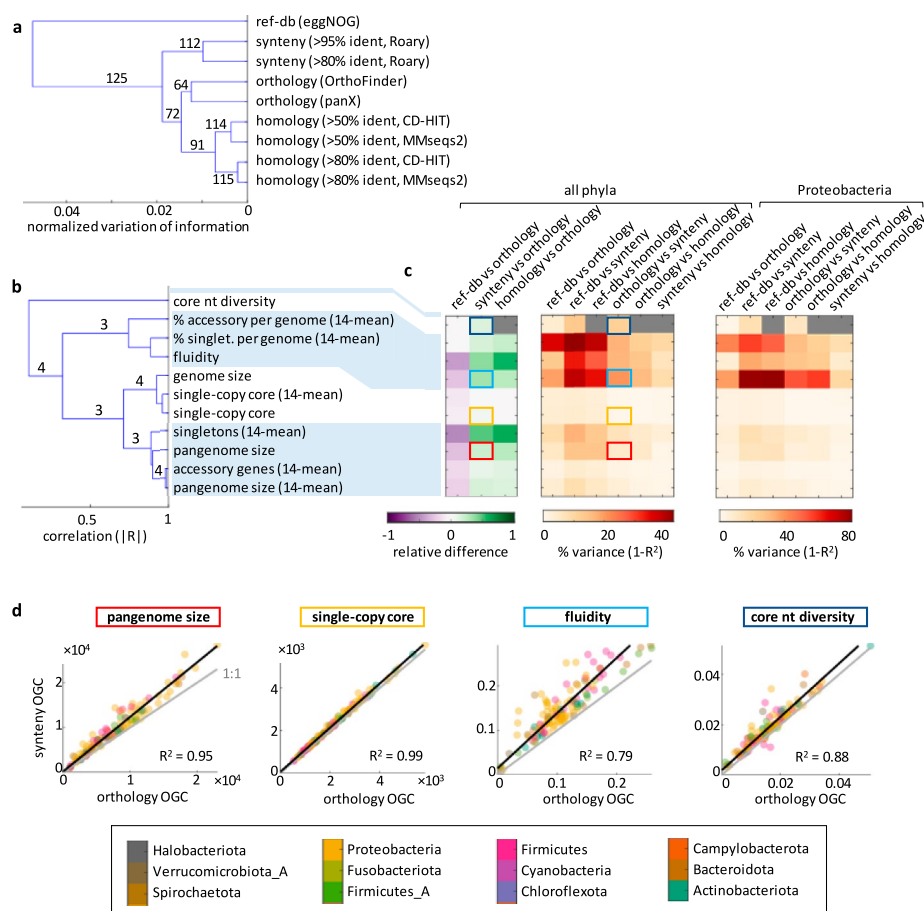 a
ref-db (eggNOG)
synteny (>95% ident, Roary)
synteny (>80% ident, Roary)
orthology (OrthoFinder)
orthology (panX)
homology (>50% ident, CD-HIT)
homology (>50% ident, MMseqs2)
homology (>80% ident, CD-HIT)
homology (>80% ident, MMseqs2)
112
125
64
72
114
91
115
0.04 0.02 0
normalized variation of information
all phyla
Proteobacteria
c
ref-db vs orthology
synteny vs orthology
homology vs orthology
ref-db vs orthology
ref-db vs synteny
ref-db vs homology
orthology vs synteny
orthology vs homology
synteny vs homology
ref-db vs orthology
ref-db vs synteny
ref-db vs homology
orthology vs synteny
orthology vs homology
synteny vs homology
b
core nt diversity
% accessory per genome (14-mean)
% singlet. per genome (14-mean)
fluidity
genome size
single-copy core (14-mean)
single-copy core
singletons (14-mean)
pangenome size
accessory genes (14-mean)
pangenome size (14-mean)
3
4
4
3
3
4
0.5 1
correlation (|R|)
-1 0 1
relative difference
0 20 40
% variance (1-R²)
0 40 80
% variance (1-R²)
d
pangenome size
single-copy core
fluidity
core nt diversity
×10⁴
2
1
0
synteny OGC
1:1
R² = 0.95
0 1 2
×10⁴
orthology OGC
×10³
4
2
0
R² = 0.99
0 2 4
×10³
orthology OGC
0.2
0.1
0
R² = 0.79
0 0.1 0.2
orthology OGC
0.04
0.02
0
R² = 0.88
0 0.02 0.04
orthology OGC
Halobacteriota
Verrucomicrobiota_A
Spirochaetota
Proteobacteria
Fusobacteriota
Firmicutes_A
Firmicutes
Cyanobacteria
Chloroflexota
Campylobacterota
Bacteroidota
Actinobacteriota